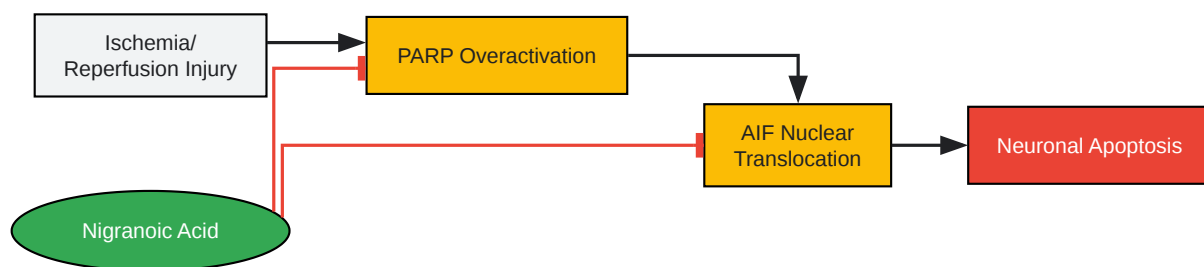 Ischemia/
Reperfusion Injury
PARP Overactivation
AIF Nuclear
Translocation
Neuronal Apoptosis
Nigranoic Acid